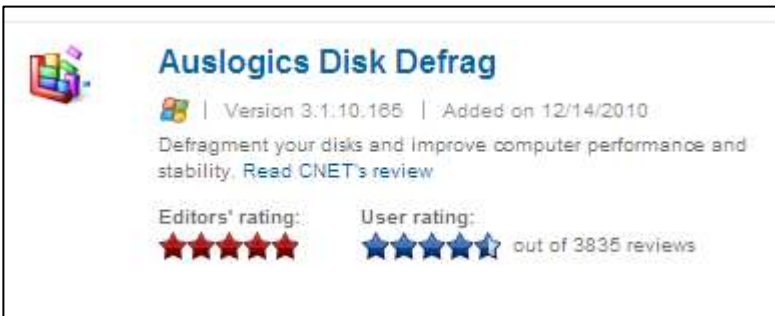 Auslogics Disk Defrag
| Version 3.1.10.165 | Added on 12/14/2010
Defragment your disks and improve computer performance and
stability. Read CNET's review
Editors' rating: User rating:
out of 3835 reviews